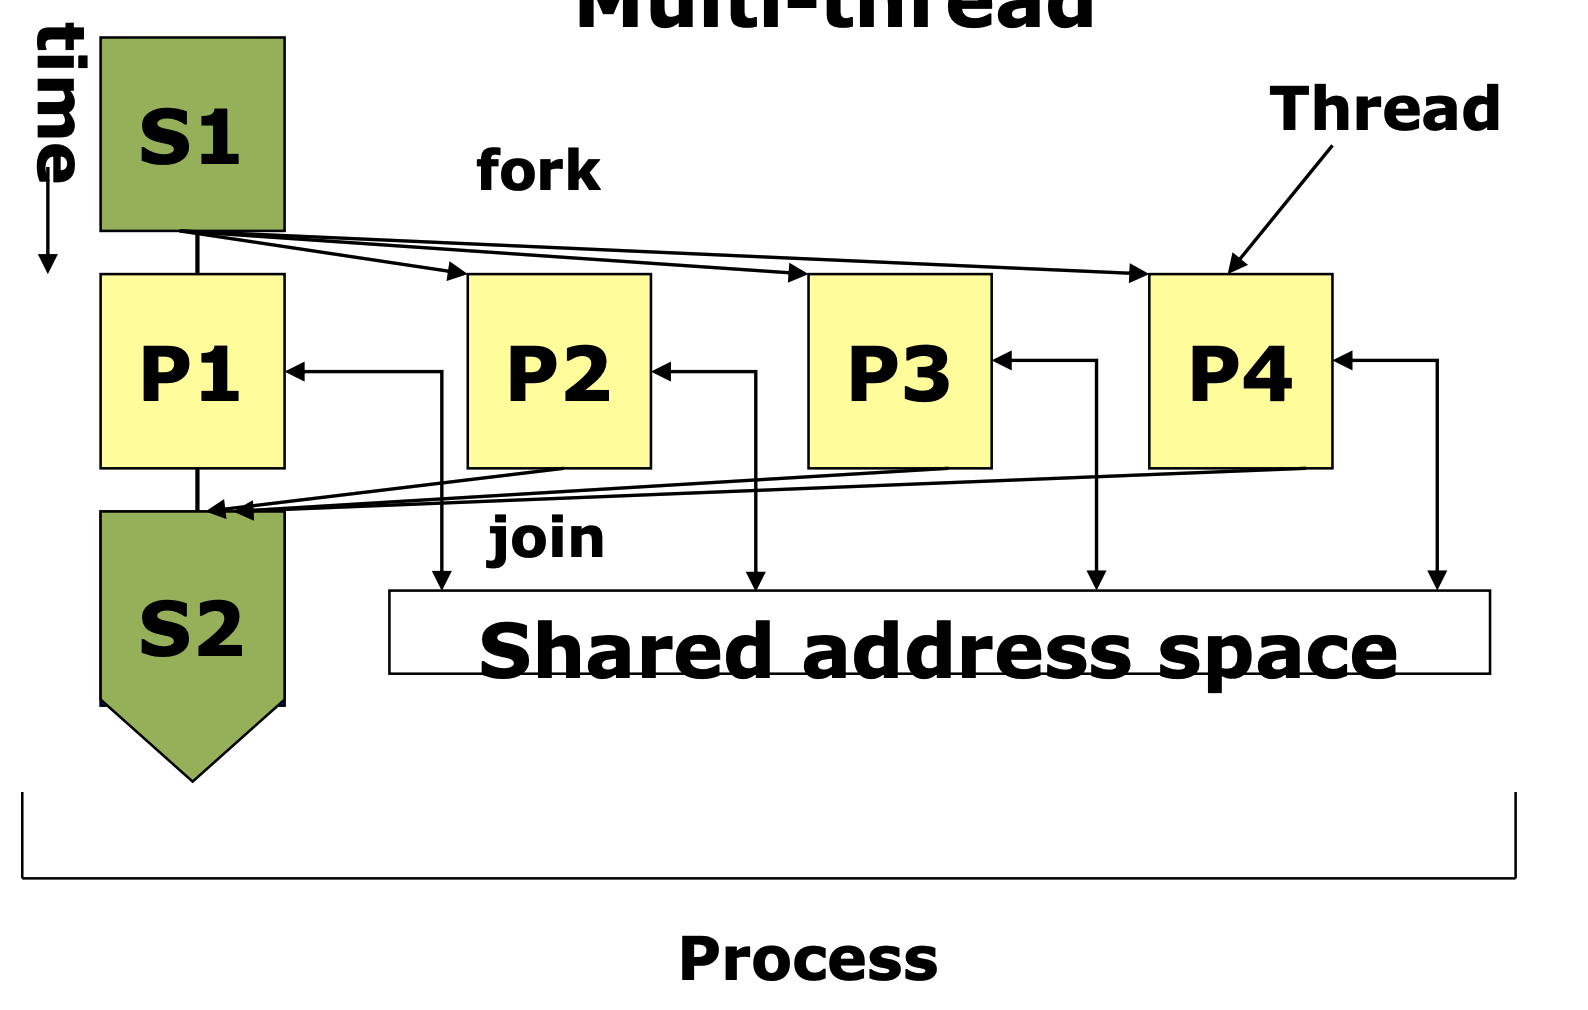 Multi-thread
time
S1
Thread
fork
P1
P2
P3
P4
join
S2
Shared address space
Process